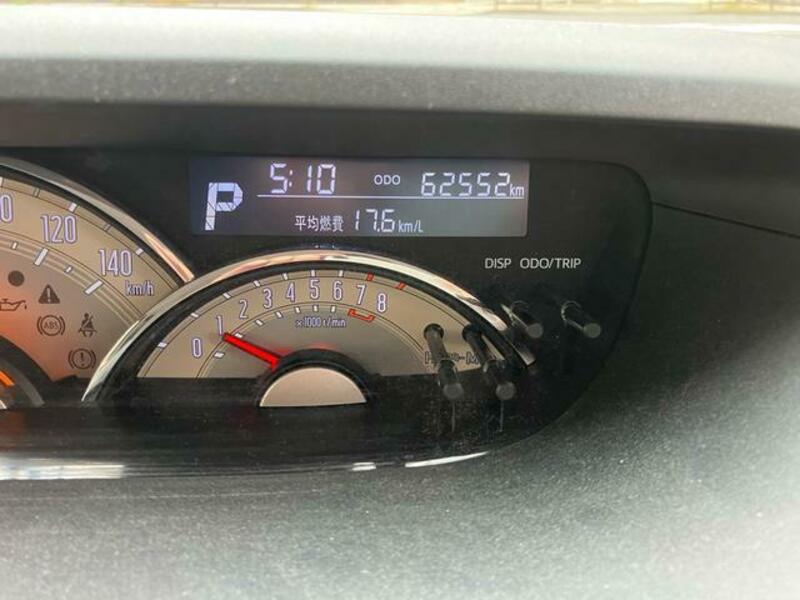 5:10 ODO 62552km
P
平均燃費 17.6km/L
DISP ODO/TRIP
120
140
km/h
0 1 2 3 4 5 6 7 8
×1000 r/min
ABS